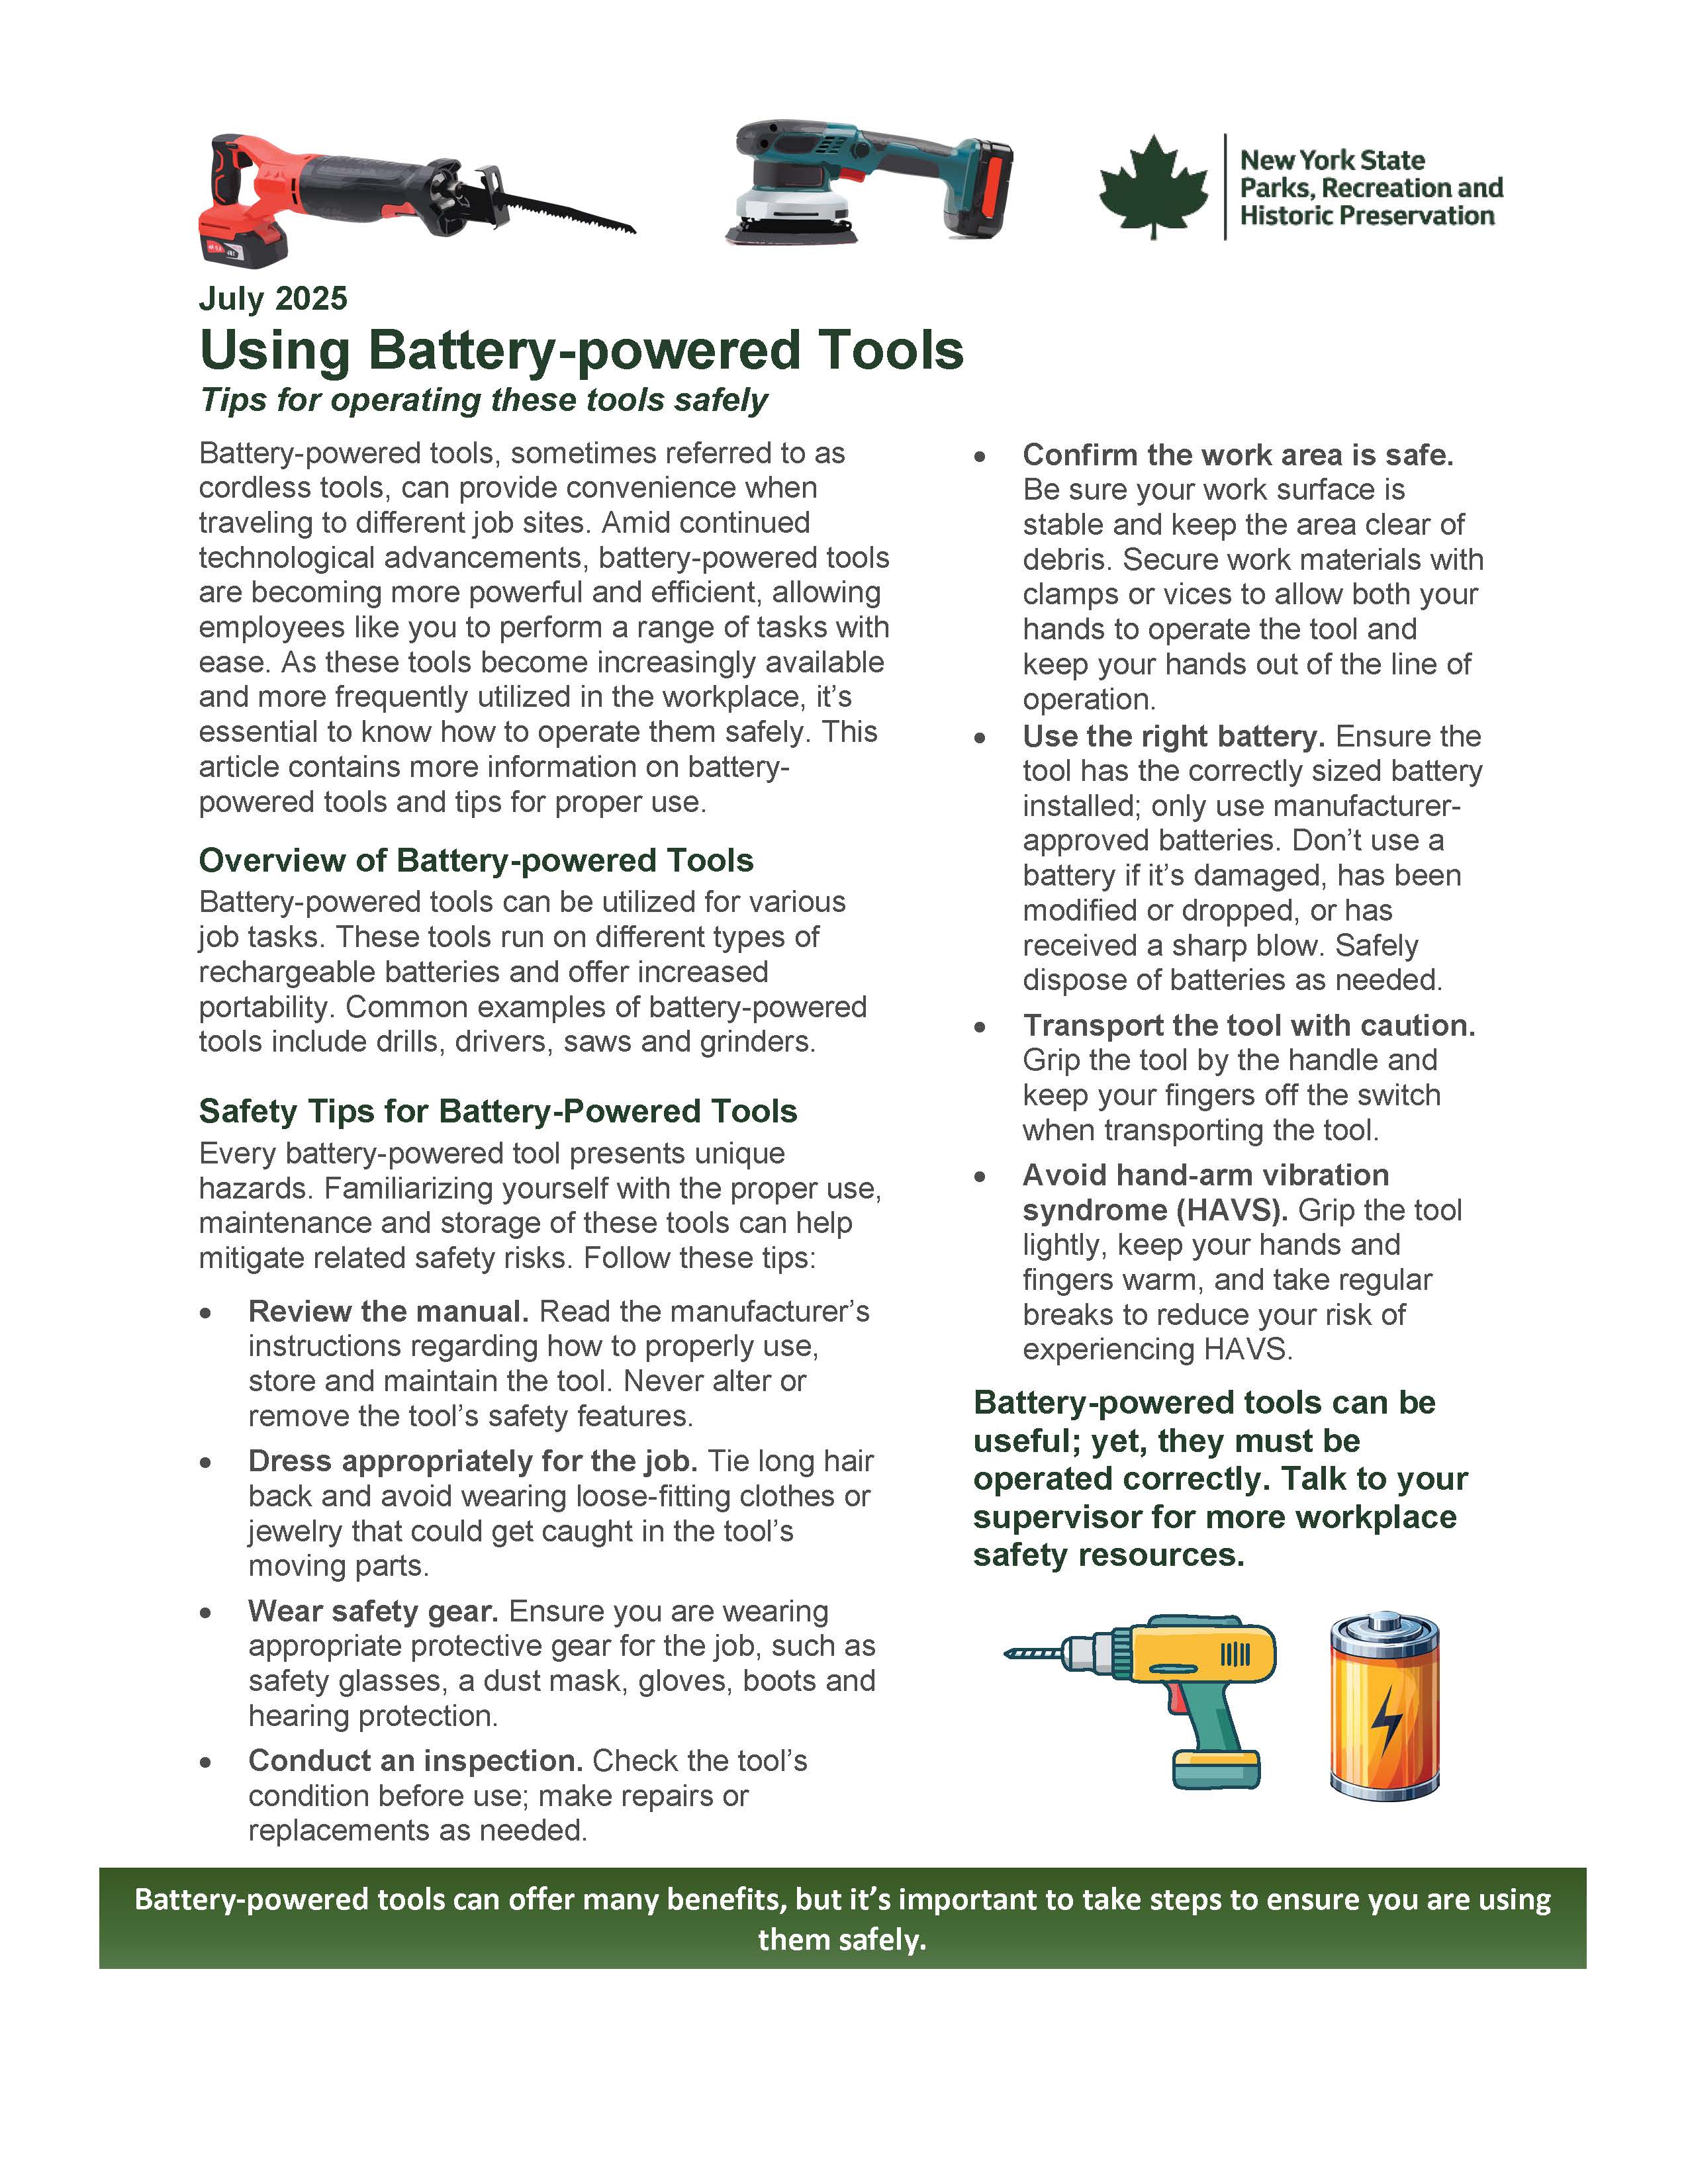 New York State
Parks, Recreation and
Historic Preservation
July 2025
Using Battery-powered Tools
Tips for operating these tools safely
Battery-powered tools, sometimes referred to as
cordless tools, can provide convenience when
traveling to different job sites. Amid continued
technological advancements, battery-powered tools
are becoming more powerful and efficient, allowing
employees like you to perform a range of tasks with
ease. As these tools become increasingly available
and more frequently utilized in the workplace, it’s
essential to know how to operate them safely. This
article contains more information on battery-
powered tools and tips for proper use.
Overview of Battery-powered Tools
Battery-powered tools can be utilized for various
job tasks. These tools run on different types of
rechargeable batteries and offer increased
portability. Common examples of battery-powered
tools include drills, drivers, saws and grinders.
Safety Tips for Battery-Powered Tools
Every battery-powered tool presents unique
hazards. Familiarizing yourself with the proper use,
maintenance and storage of these tools can help
mitigate related safety risks. Follow these tips:
• Review the manual. Read the manufacturer’s
instructions regarding how to properly use,
store and maintain the tool. Never alter or
remove the tool’s safety features.
• Dress appropriately for the job. Tie long hair
back and avoid wearing loose-fitting clothes or
jewelry that could get caught in the tool’s
moving parts.
• Wear safety gear. Ensure you are wearing
appropriate protective gear for the job, such as
safety glasses, a dust mask, gloves, boots and
hearing protection.
• Conduct an inspection. Check the tool’s
condition before use; make repairs or
replacements as needed.
• Confirm the work area is safe.
Be sure your work surface is
stable and keep the area clear of
debris. Secure work materials with
clamps or vices to allow both your
hands to operate the tool and
keep your hands out of the line of
operation.
• Use the right battery. Ensure the
tool has the correctly sized battery
installed; only use manufacturer-
approved batteries. Don’t use a
battery if it’s damaged, has been
modified or dropped, or has
received a sharp blow. Safely
dispose of batteries as needed.
• Transport the tool with caution.
Grip the tool by the handle and
keep your fingers off the switch
when transporting the tool.
• Avoid hand-arm vibration
syndrome (HAVS). Grip the tool
lightly, keep your hands and
fingers warm, and take regular
breaks to reduce your risk of
experiencing HAVS.
Battery-powered tools can be
useful; yet, they must be
operated correctly. Talk to your
supervisor for more workplace
safety resources.
Battery-powered tools can offer many benefits, but it’s important to take steps to ensure you are using
them safely.